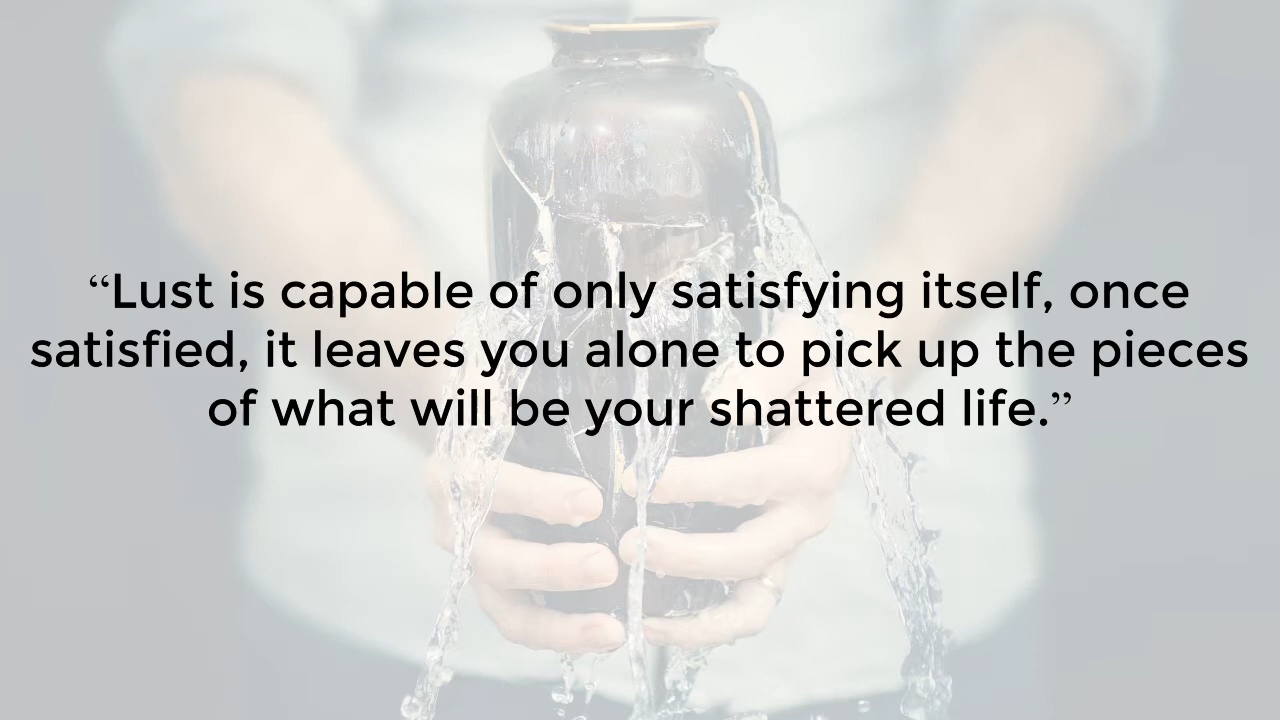 “Lust is capable of only satisfying itself, once
satisfied, it leaves you alone to pick up the pieces
of what will be your shattered life.”